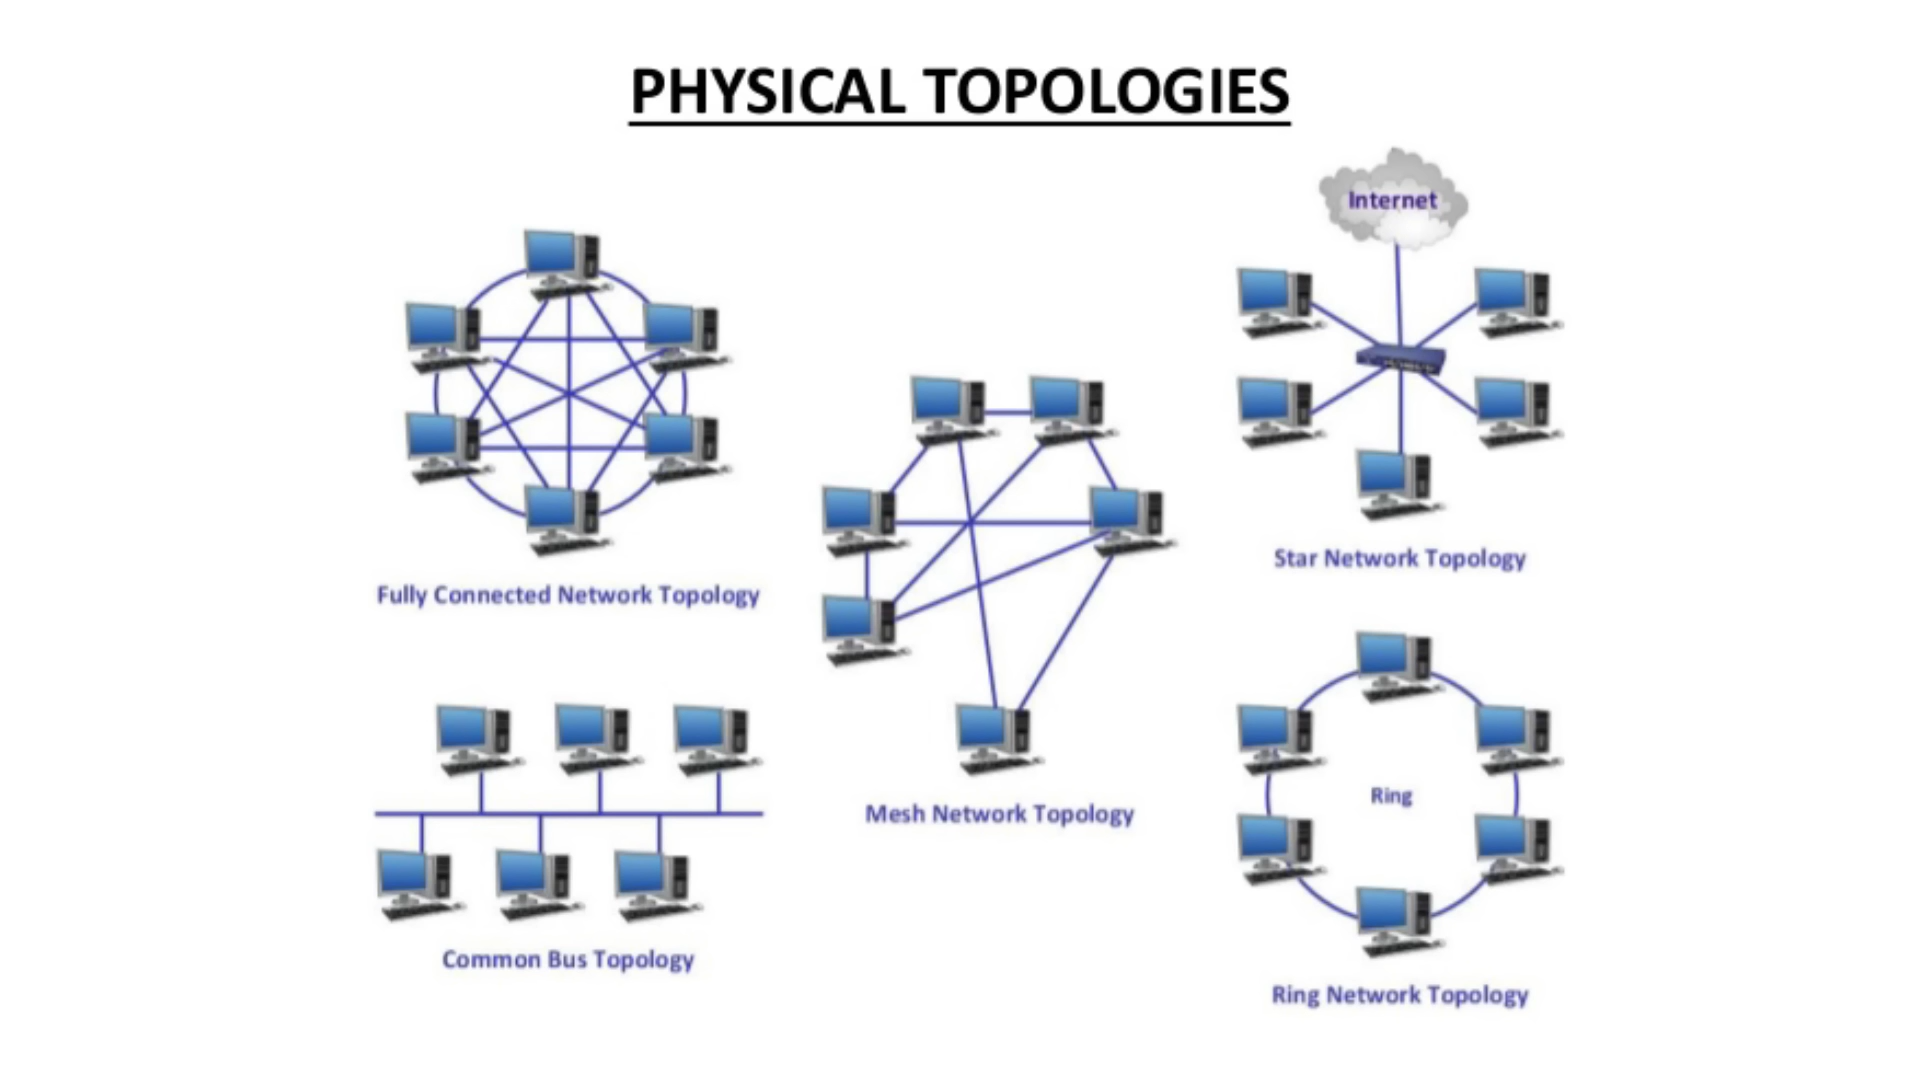 PHYSICAL TOPOLOGIES
Internet
Fully Connected Network Topology
Star Network Topology
Mesh Network Topology
Ring
Common Bus Topology
Ring Network Topology